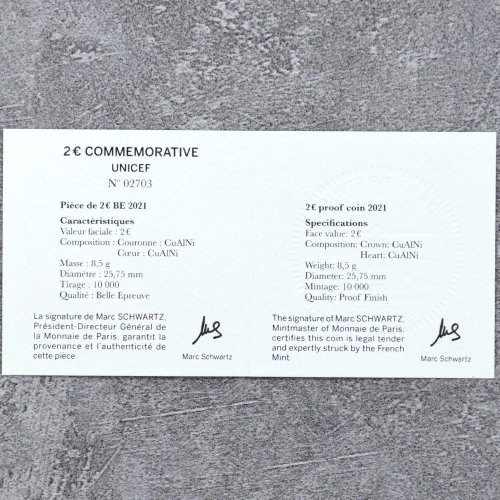 2€ COMMEMORATIVE
UNICEF
N° 02703
Pièce de 2€ BE 2021
Caractéristiques
Valeur faciale : 2€
Composition : Couronne : CuAlNi
Cœur : CuAlNi
Masse : 8,5 g
Diamètre : 25,75 mm
Tirage : 10 000
Qualité : Belle Epreuve
La signature de Marc SCHWARTZ,
Président-Directeur Général de
la Monnaie de Paris, garantit la
provenance et l'authenticité de
cette pièce.
Marc Schwartz
2€ proof coin 2021
Specifications
Face value: 2€
Composition: Crown: CuAlNi
Heart: CuAlNi
Weight: 8,5 g
Diameter: 25,75 mm
Mintage: 10 000
Quality: Proof Finish
The signature of Marc SCHWARTZ,
Mintmaster of Monnaie de Paris,
certifies this coin is legal tender
and expertly struck by the French
Mint.
Marc Schwartz